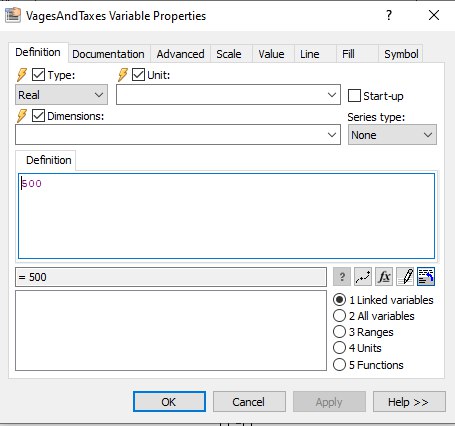 VagesAndTaxes Variable Properties
? ×
Definition Documentation Advanced Scale Value Line Fill Symbol
Type: Unit:
Real
Start-up
Dimensions: Series type:
None
Definition
500
= 500
? fx
1 Linked variables
2 All variables
3 Ranges
4 Units
5 Functions
OK Cancel Apply Help >>